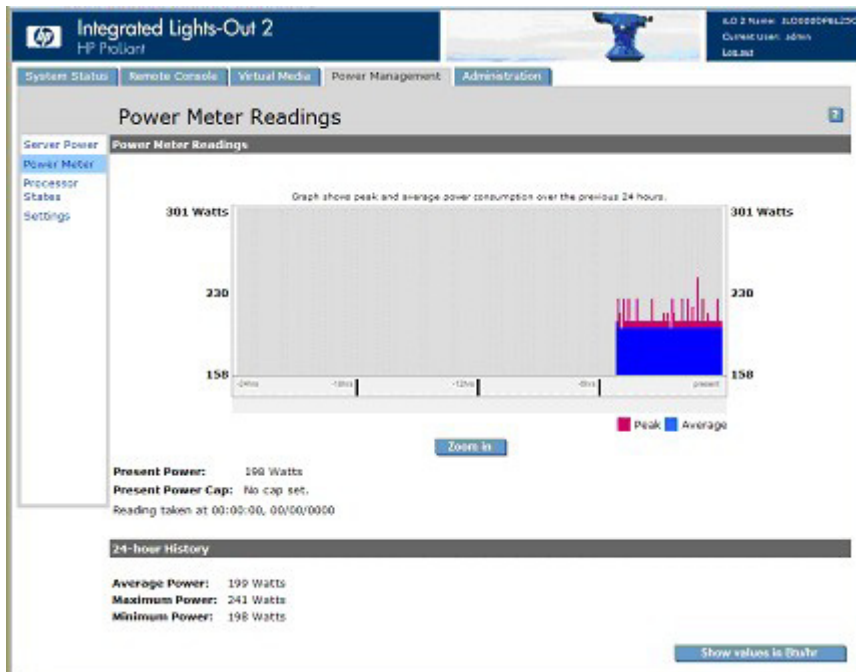 hp
Integrated Lights-Out 2
HP ProLiant
iLO 2 Name:
Current User: admin
Log out
System Status Remote Console Virtual Media Power Management Administration
Power Meter Readings
?
Server Power
Power Meter
Processor
States
Settings
Power Meter Readings
Graph shows peak and average power consumption over the previous 24 hours.
301 Watts 301 Watts
230 230
158 158
-24hrs -18hrs -12hrs -6hrs present
Peak Average
Zoom in
Present Power: 198 Watts
Present Power Cap: No cap set.
Reading taken at 00:00:00, 00/00/0000
24-hour History
Average Power: 199 Watts
Maximum Power: 241 Watts
Minimum Power: 198 Watts
Show values in Btu/hr